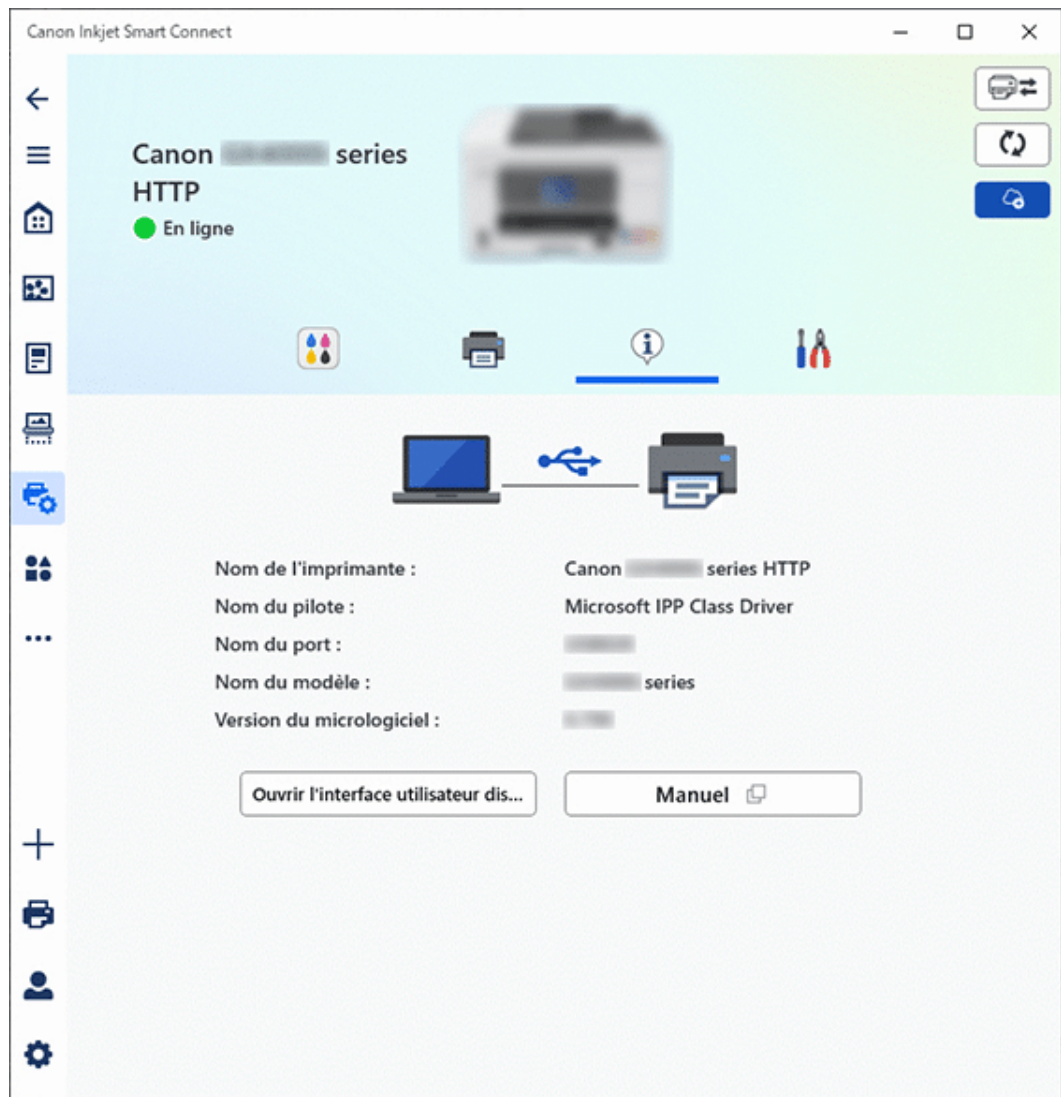 Canon Inkjet Smart Connect
Canon series
HTTP
En ligne
Nom de l'imprimante : Canon series HTTP
Nom du pilote : Microsoft IPP Class Driver
Nom du port :
Nom du modèle : series
Version du micrologiciel :
Ouvrir l'interface utilisateur dis... Manuel